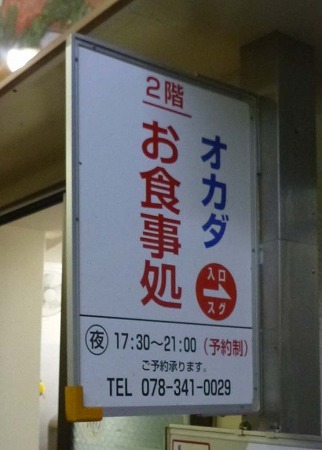 2階
オカダ
お食事処
入口
スグ
夜 17:30〜21:00 (予約制)
ご予約承ります。
TEL 078-341-0029